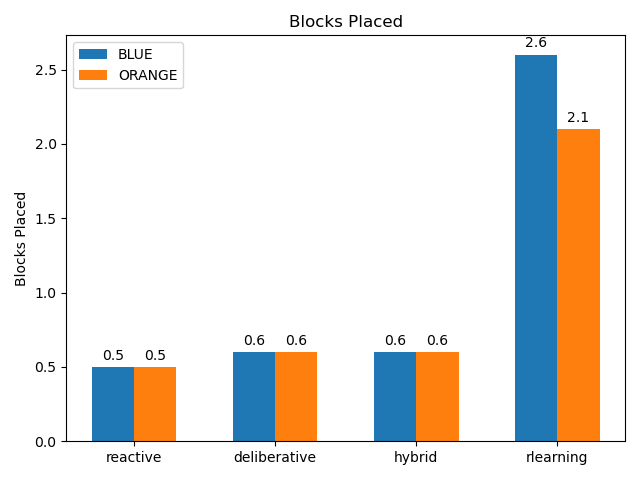 Blocks Placed
BLUE
ORANGE
2.6
2.1
0.5 0.5 0.6 0.6 0.6 0.6
Blocks Placed
2.5
2.0
1.5
1.0
0.5
0.0
reactive deliberative hybrid rlearning